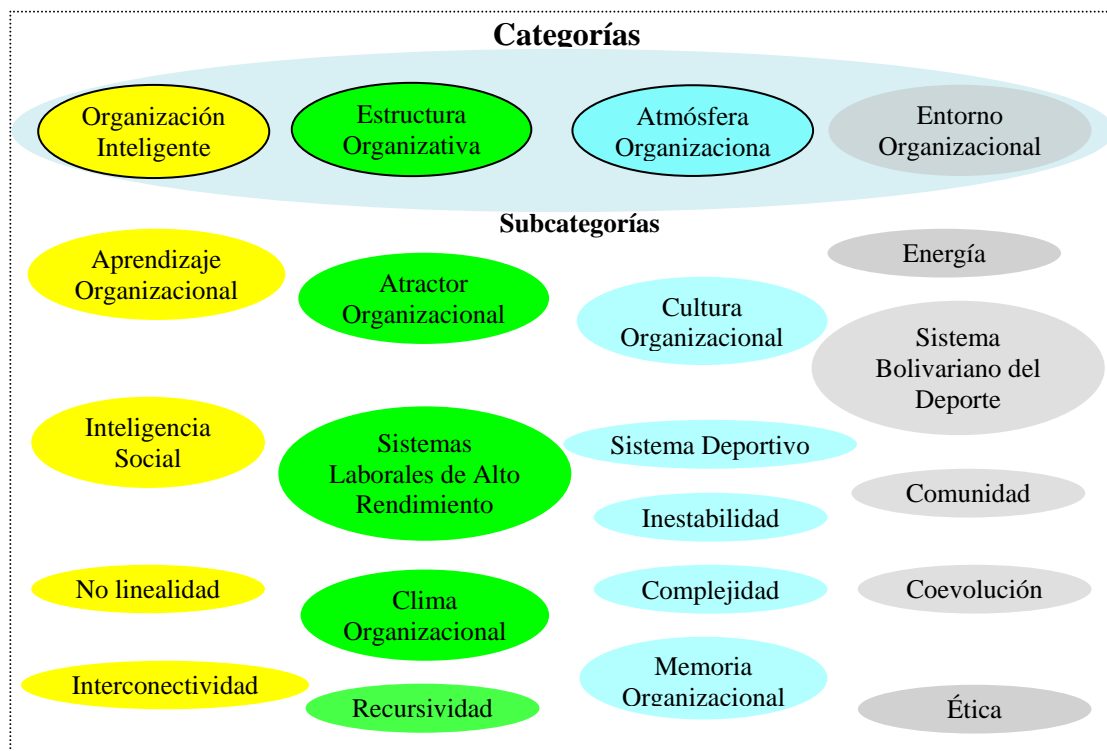 Categorías
Organización
Inteligente
Estructura
Organizativa
Atmósfera
Organizaciona
Entorno
Organizacional
Subcategorías
Aprendizaje
Organizacional
Inteligencia
Social
No linealidad
Interconectividad
Atractor
Organizacional
Sistemas
Laborales de Alto
Rendimiento
Clima
Organizacional
Recursividad
Cultura
Organizacional
Sistema Deportivo
Inestabilidad
Complejidad
Memoria
Organizacional
Energía
Sistema
Bolivariano del
Deporte
Comunidad
Coevolución
Ética